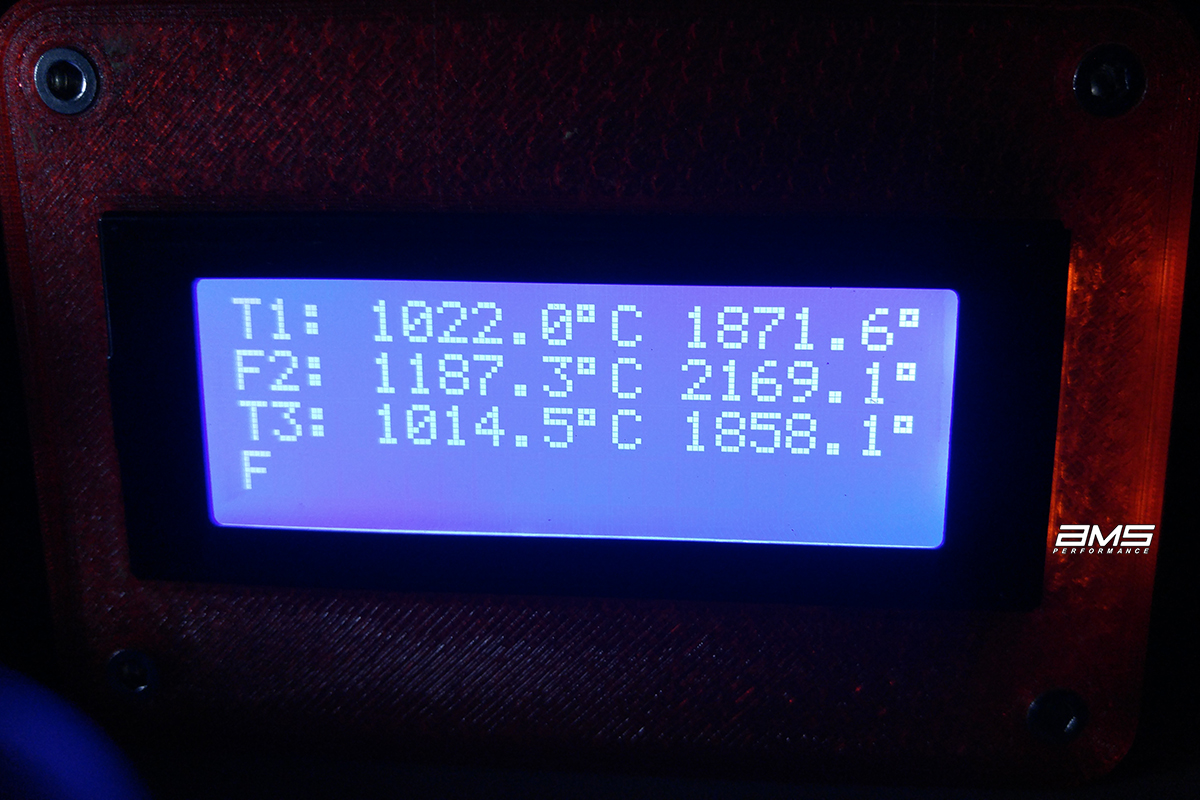 T1: 1022.0°C 1871.6°
F2: 1187.3°C 2169.1°
T3: 1014.5°C 1858.1°
F
AMS
PERFORMANCE